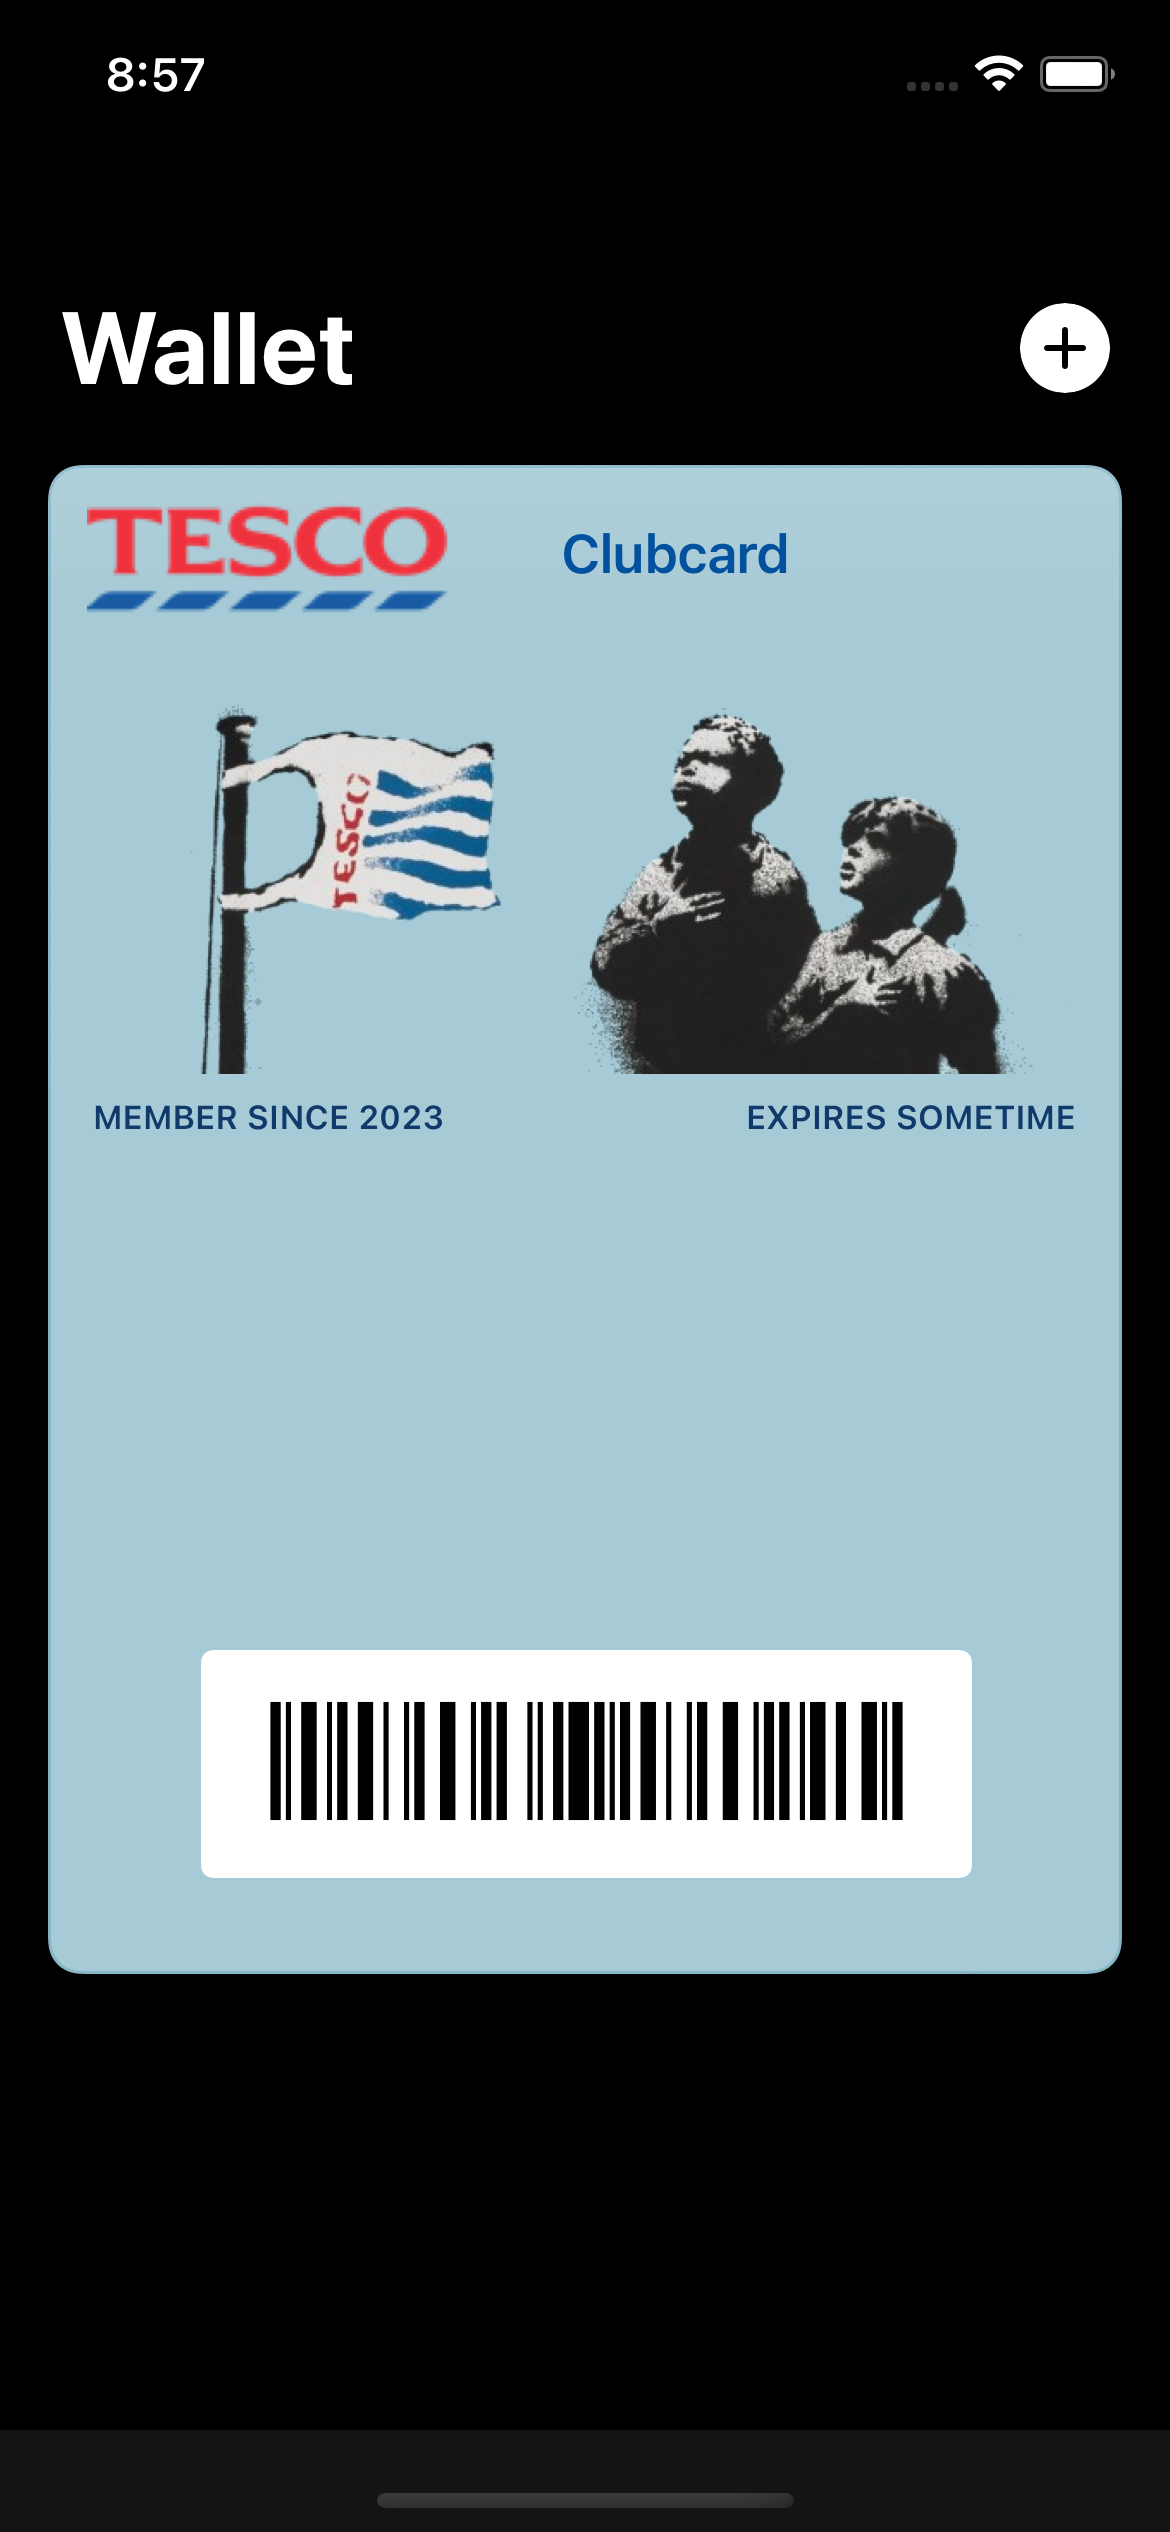 8:57
Wallet
TESCO
Clubcard
TESCO
MEMBER SINCE 2023
EXPIRES SOMETIME